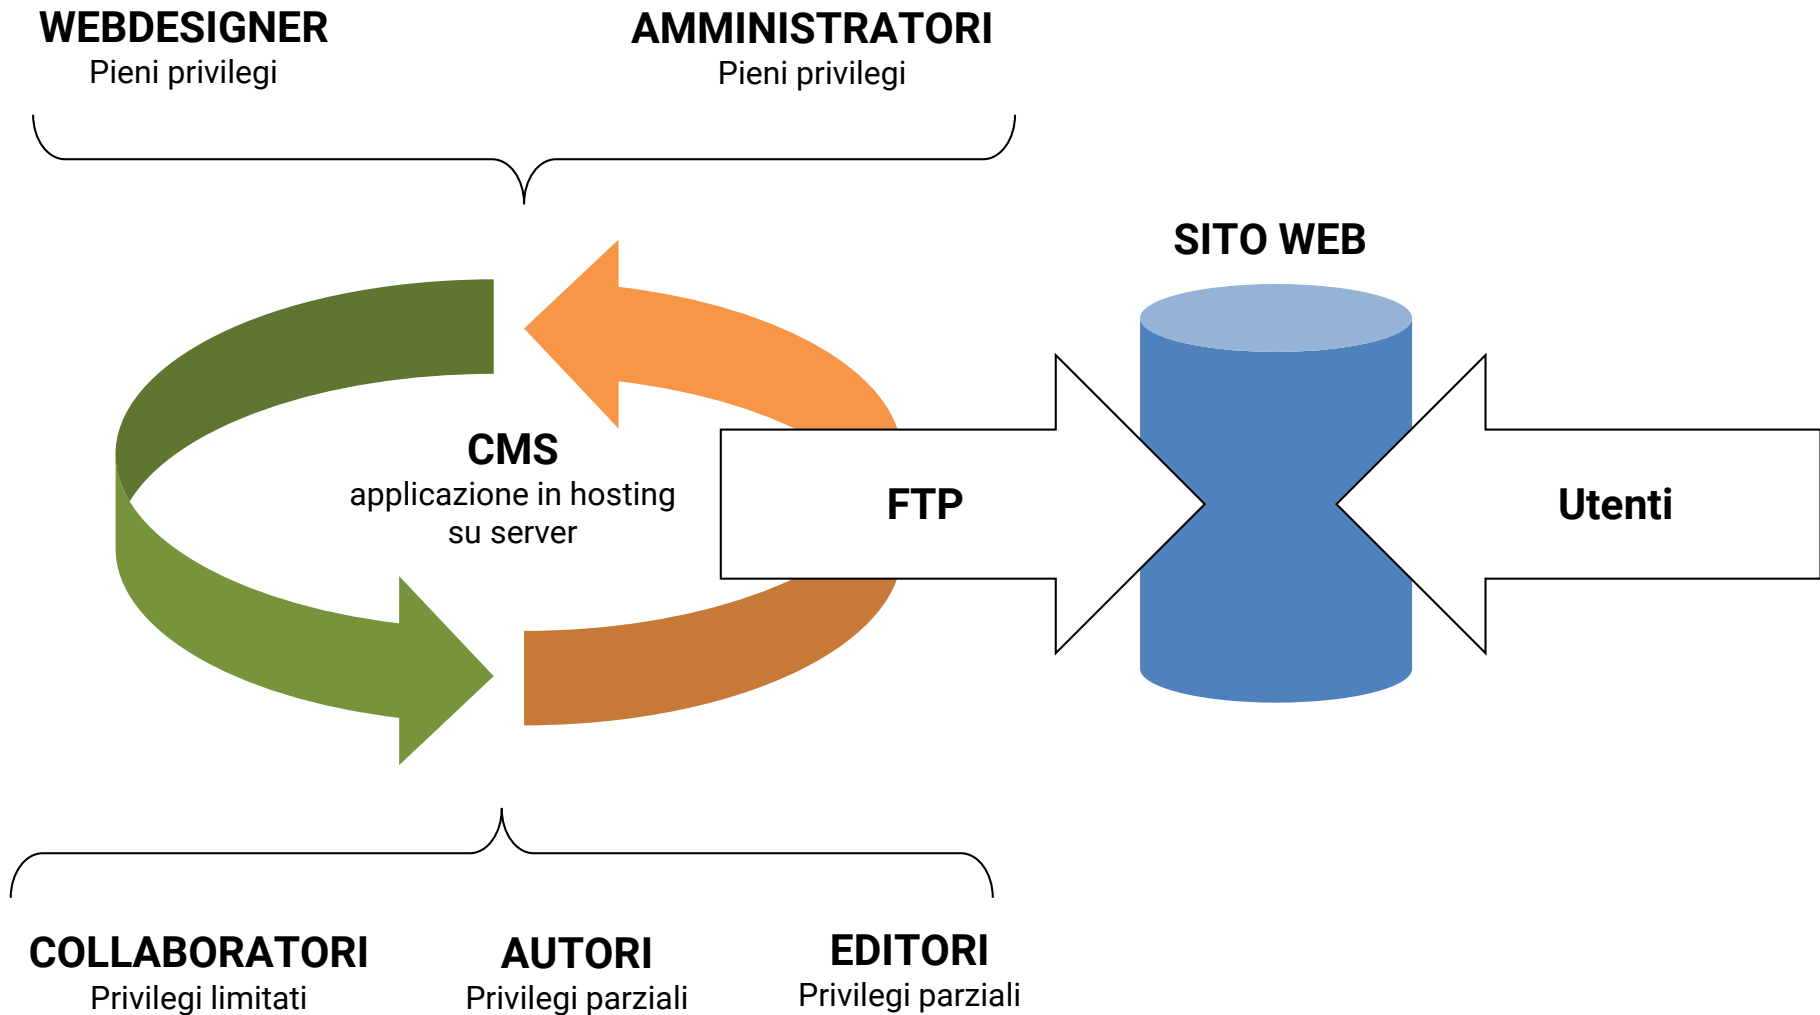 WEBDESIGNER
Pieni privilegi
AMMINISTRATORI
Pieni privilegi
SITO WEB
CMS
applicazione in hosting
su server
FTP
Utenti
COLLABORATORI
Privilegi limitati
AUTORI
Privilegi parziali
EDITORI
Privilegi parziali